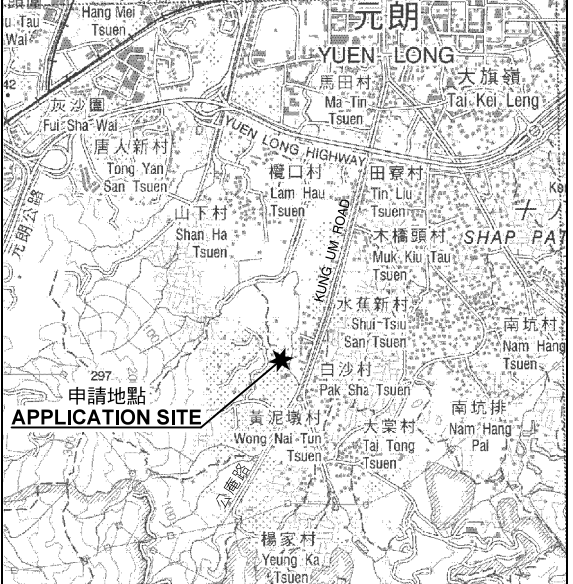 Hang Mei
Tsuen
u Tau
Wai
元朗
YUEN LONG
42
馬田村
Ma Tin
Tsuen
大旗嶺
Tai Kei Leng
灰沙圍
Fui Sha Wai
唐人新村
Tong Yan
San Tsuen
YUEN LONG HIGHWAY
欖口村
Lam Hau
Tsuen
田寮村
Tin Liu
Tsuen
山下村
Shan Ha
Tsuen
元朗公路
KUNG UM ROAD
十八
SHAP PAT
木橋頭村
Muk Kiu Tau
Tsuen
水蕉新村
Shui Tsiu
San Tsuen
南坑村
Nam Hang
Tsuen
297
白沙村
Pak Sha Tsuen
申請地點
APPLICATION SITE
黃泥墩村
Wong Nai Tun
Tsuen
大棠村
Tai Tong
Tsuen
南坑排
Nam Hang
Pai
公庵路
楊家村
Yeung Ka
Tsuen